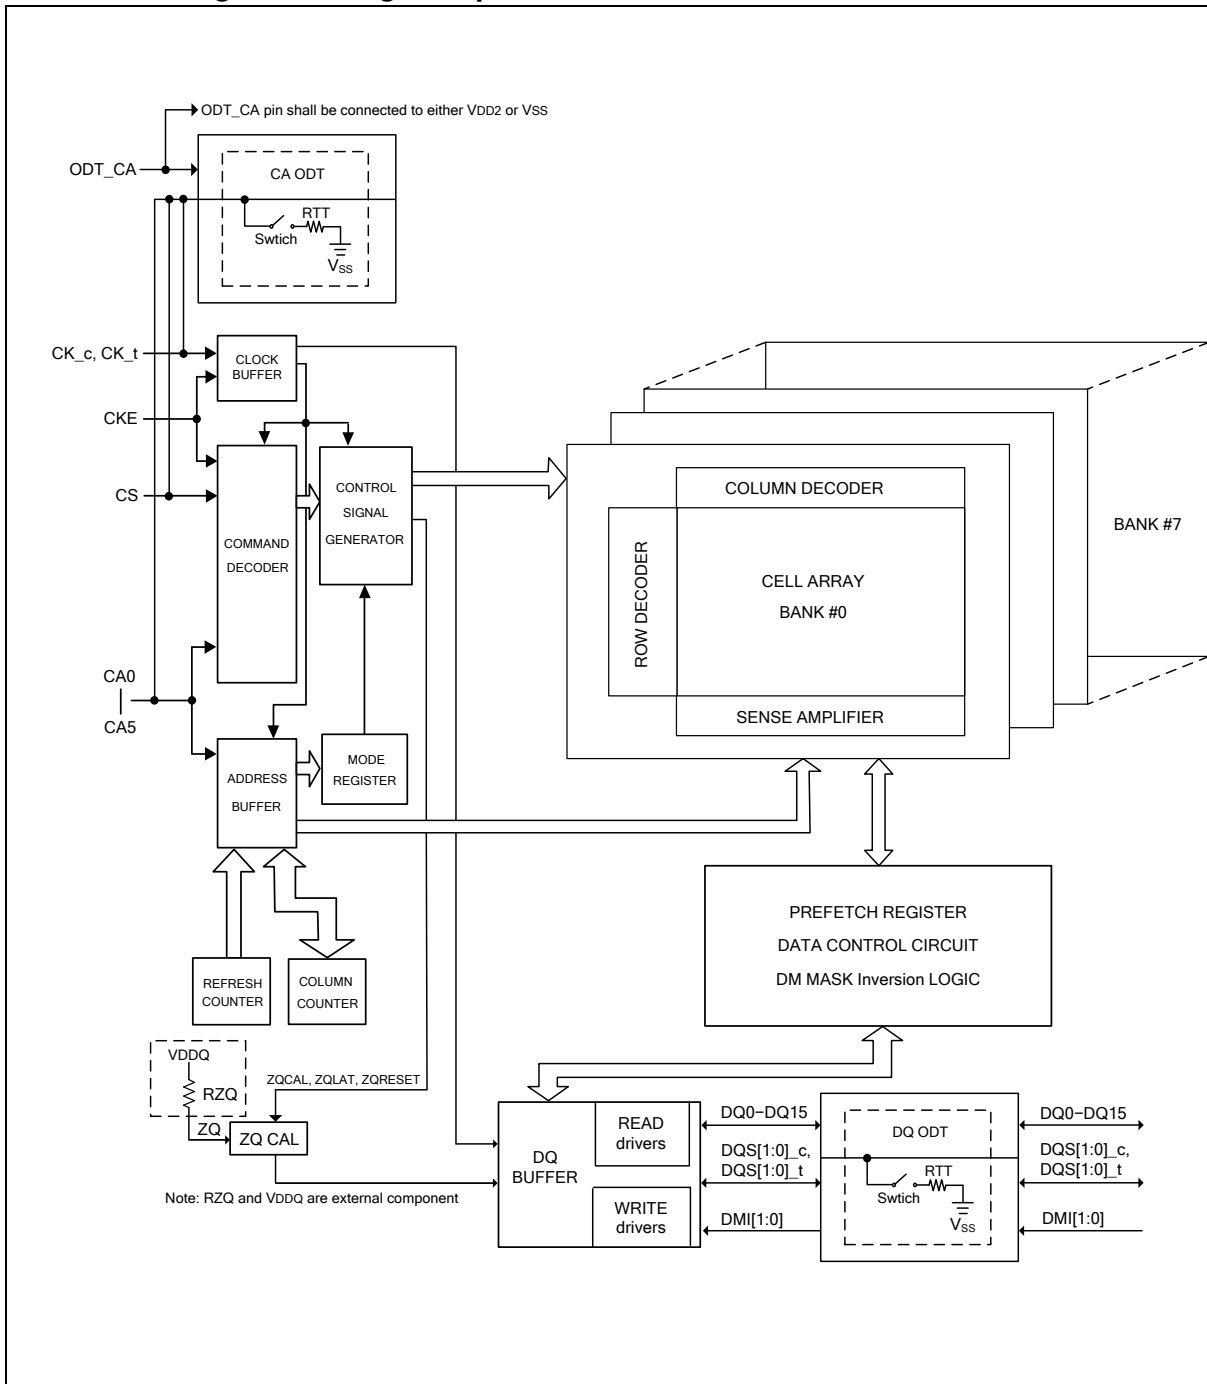 ODT_CA pin shall be connected to either VDD2 or VSS
ODT_CA
CA ODT
RTT
Swtich
VSS
CK_c, CK_t
CLOCK
BUFFER
CKE
CS
COMMAND
DECODER
CONTROL
SIGNAL
GENERATOR
CA0
CA5
ADDRESS
BUFFER
MODE
REGISTER
REFRESH
COUNTER
COLUMN
COUNTER
COLUMN DECODER
ROW DECODER
CELL ARRAY
BANK #0
SENSE AMPLIFIER
BANK #7
PREFETCH REGISTER
DATA CONTROL CIRCUIT
DM MASK Inversion LOGIC
VDDQ
RZQ
ZQ
ZQCAL, ZQLAT, ZQRESET
ZQ CAL
Note: RZQ and VDDQ are external component
DQ
BUFFER
READ
drivers
WRITE
drivers
DQ0−DQ15
DQS[1:0]_c,
DQS[1:0]_t
DMI[1:0]
DQ ODT
RTT
Swtich
VSS
DQ0−DQ15
DQS[1:0]_c,
DQS[1:0]_t
DMI[1:0]